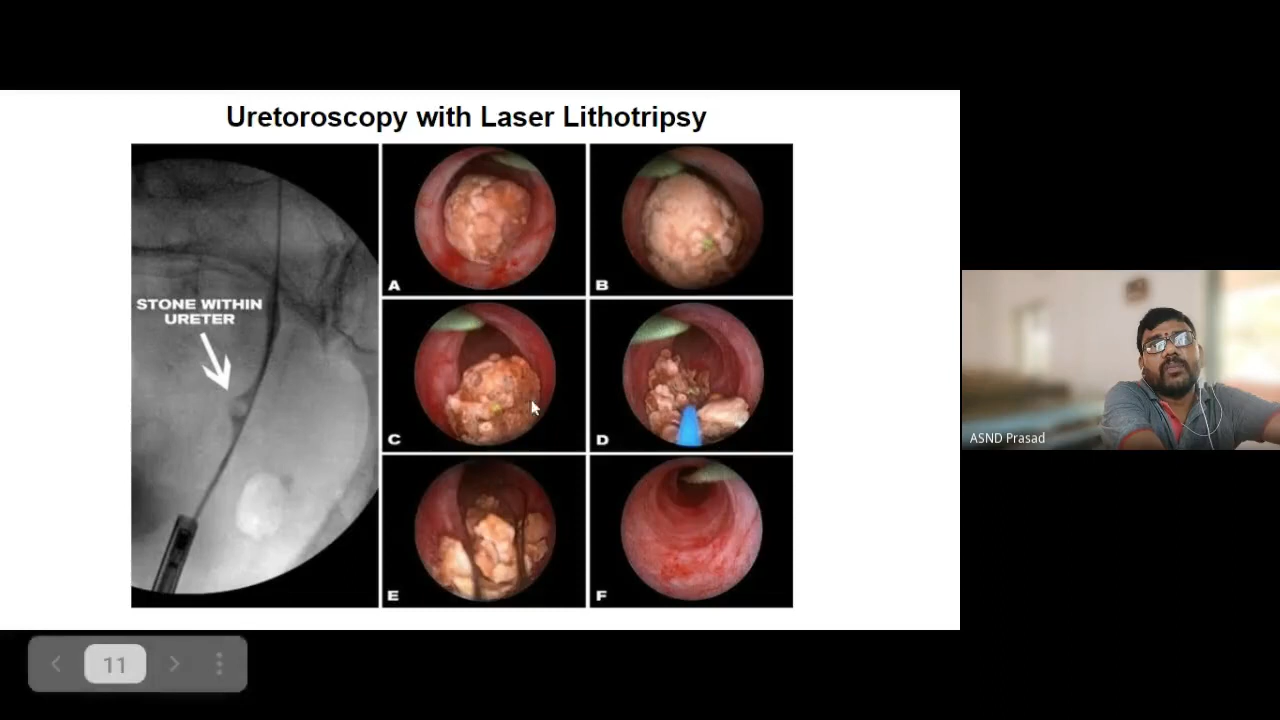 Uretoroscopy with Laser Lithotripsy
STONE WITHIN
URETER
A
B
C
D
E
F
ASND Prasad
11